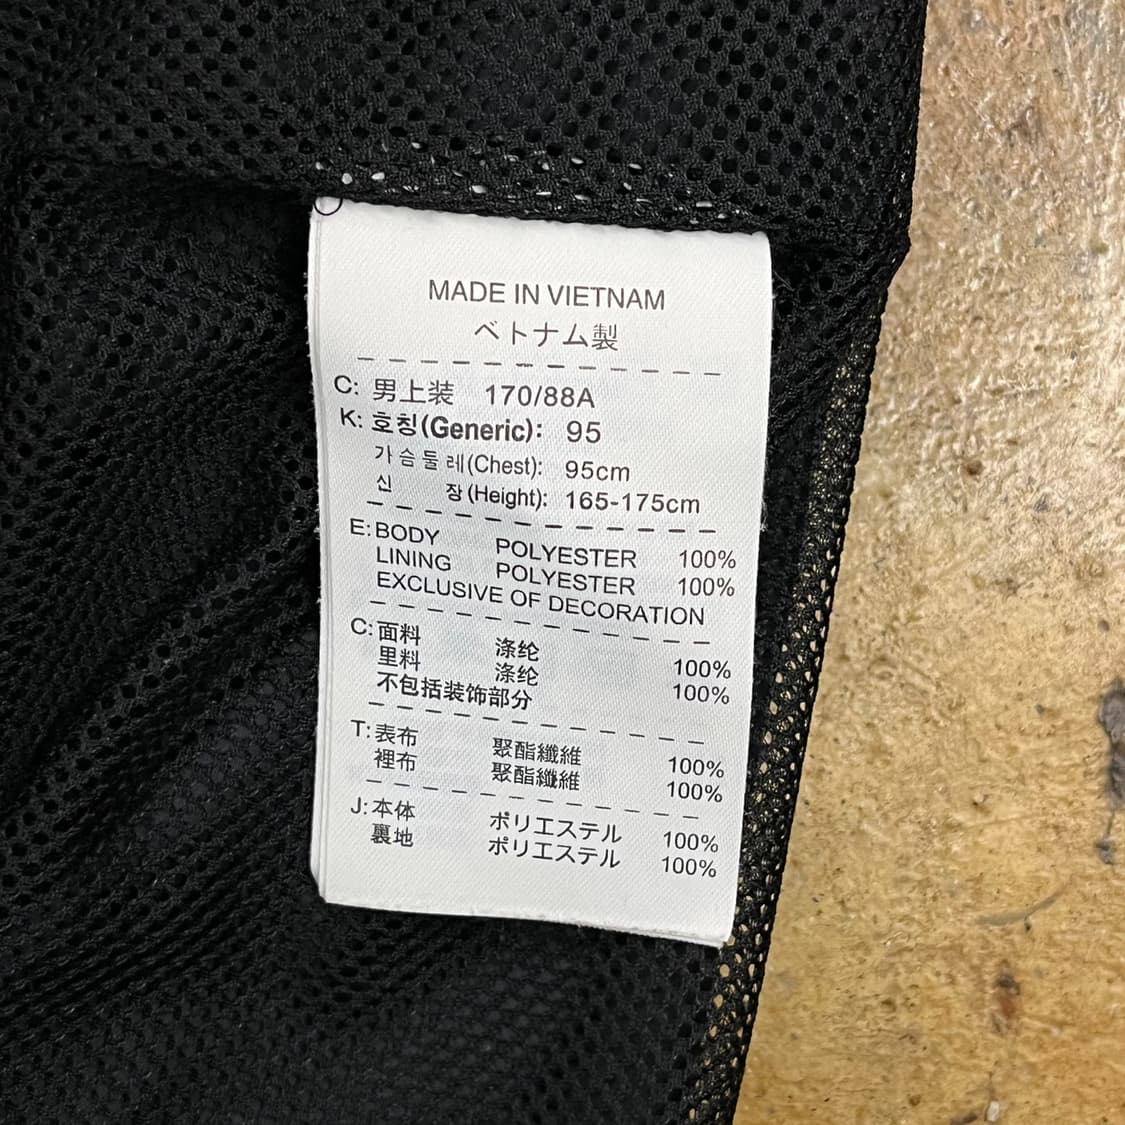 MADE IN VIETNAM
ベトナム製
C: 男上装 170/88A
K: 호칭(Generic): 95
가슴둘레(Chest): 95cm
신 장(Height): 165-175cm
E: BODY POLYESTER 100%
LINING POLYESTER 100%
EXCLUSIVE OF DECORATION
C: 面料 涤纶 100%
里料 涤纶 100%
不包括装饰部分
T: 表布 聚酯纖維 100%
裡布 聚酯纖維 100%
J: 本体 ポリエステル 100%
裏地 ポリエステル 100%